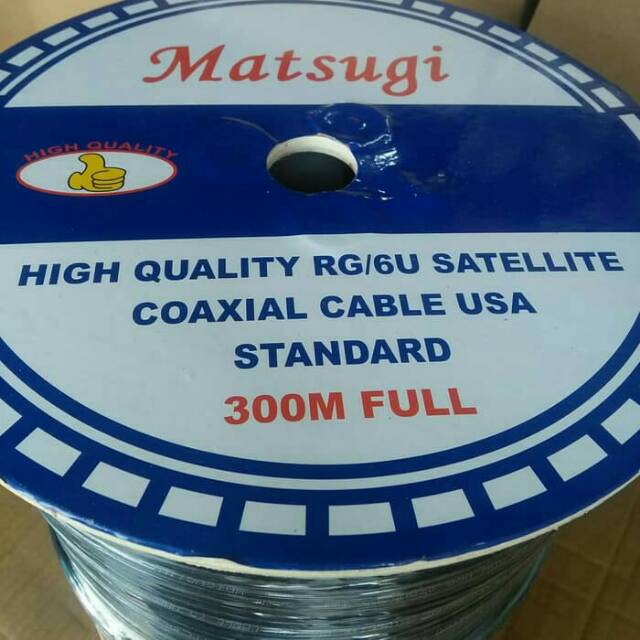 Matsugi
HIGH QUALITY
HIGH QUALITY RG/6U SATELLITE
COAXIAL CABLE USA
STANDARD
300M FULL